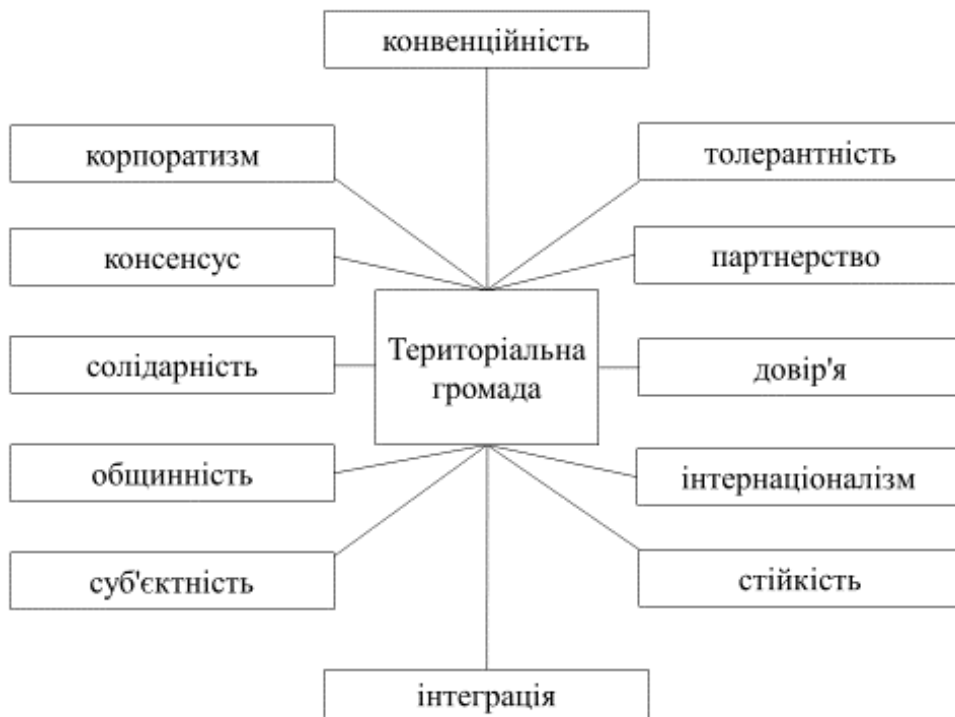 конвенційність
корпоратизм
толерантність
консенсус
партнерство
Територіальна
громада
солідарність
довір'я
общинність
інтернаціоналізм
суб'єктність
стійкість
інтеграція